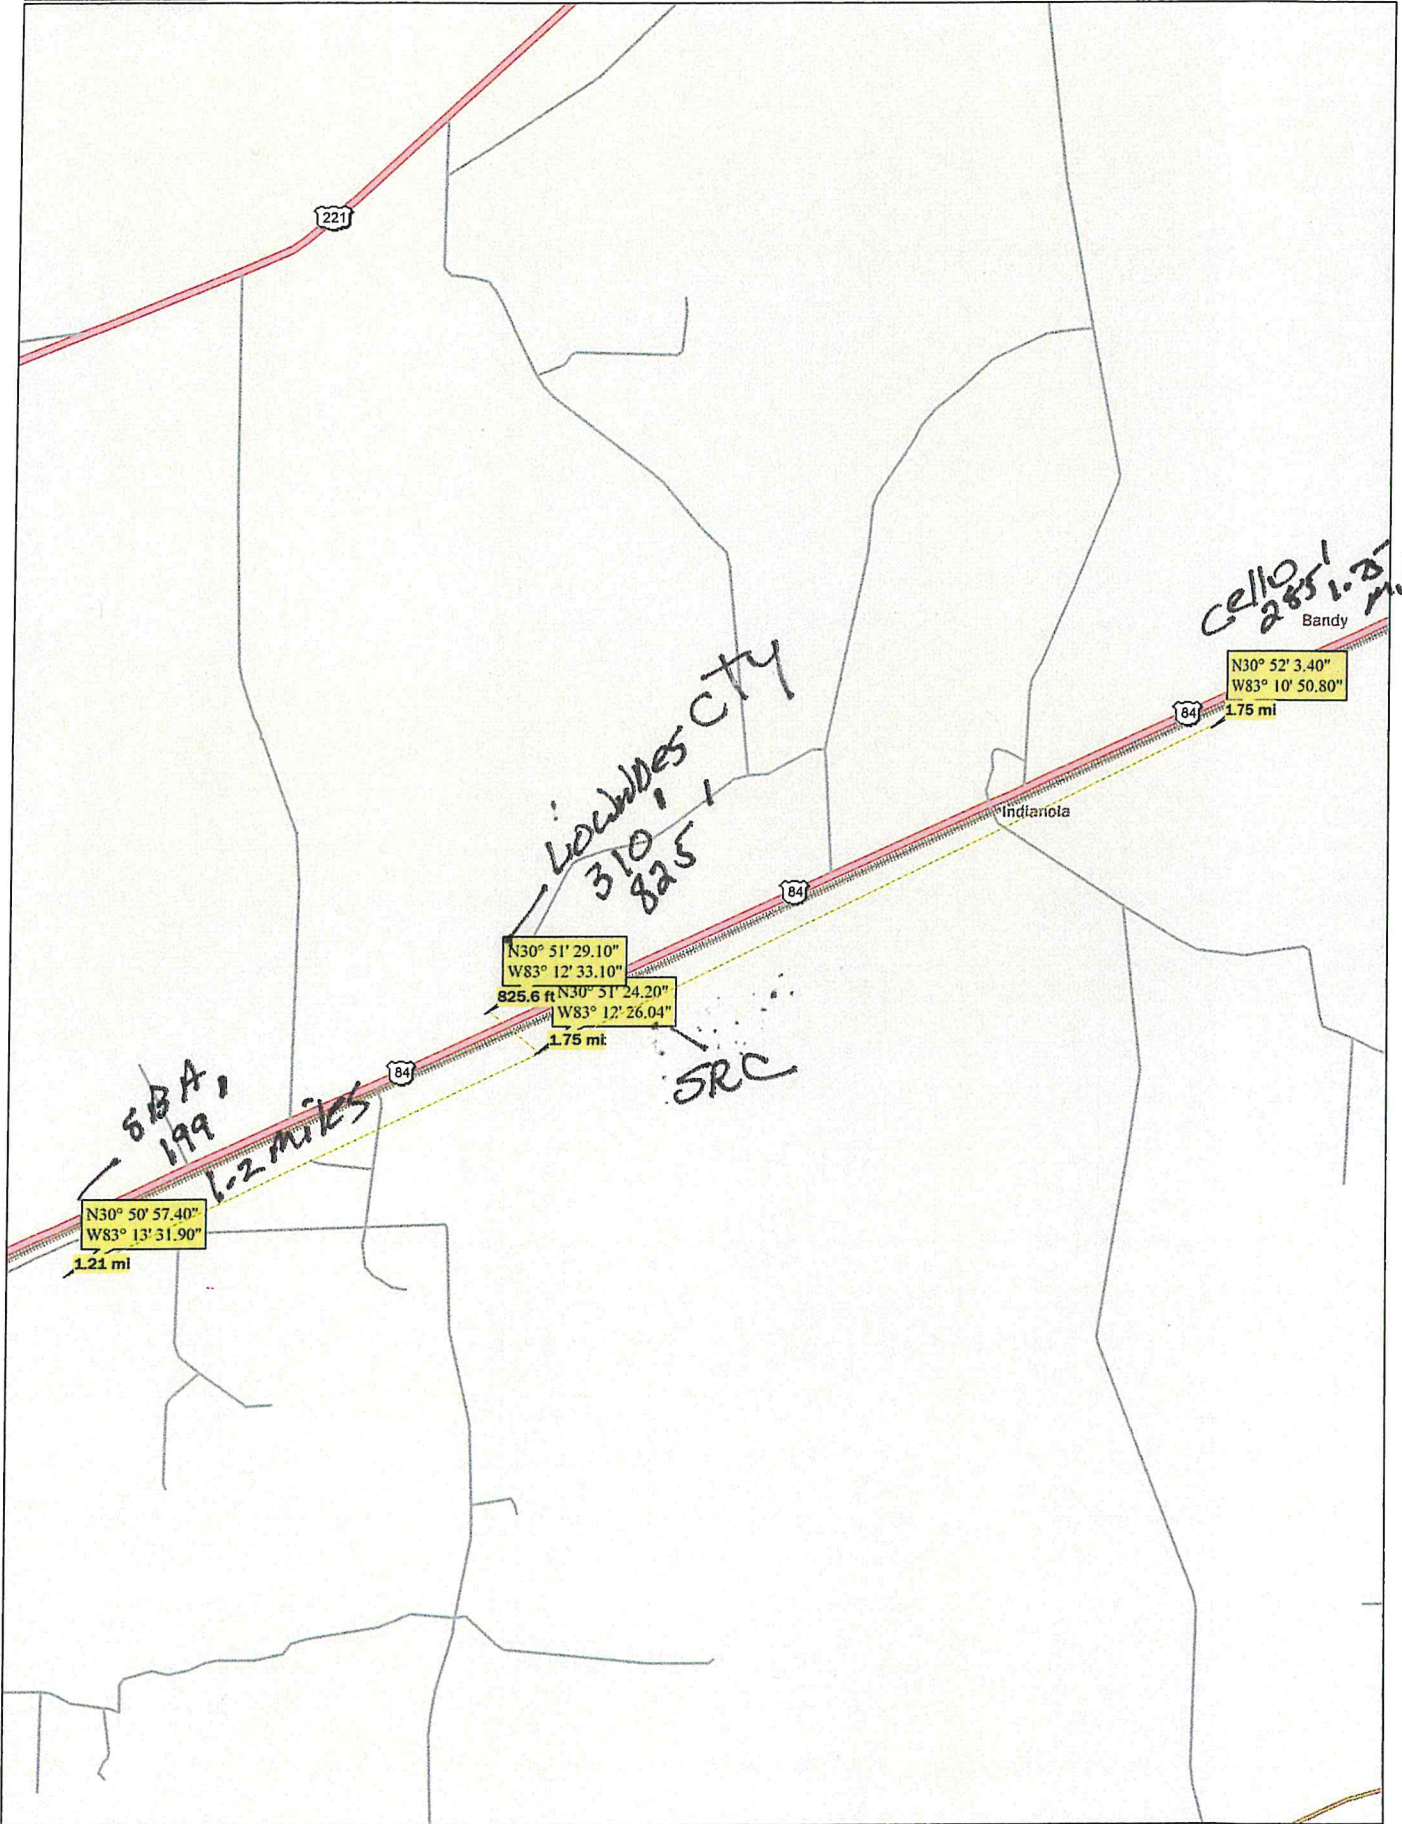 221
Cello
285' 1.75
Mi
Bandy
N30° 52' 3.40"
W83° 10' 50.80"
84
1.75 mi
Lowndes CTY
310'
825'
Indianola
84
N30° 51' 29.10"
W83° 12' 33.10"
825.6 ft
N30° 51' 24.20"
W83° 12' 26.04"
1.75 mi
SRC
84
SBA
199'
1.2 miles
N30° 50' 57.40"
W83° 13' 31.90"
1.21 mi